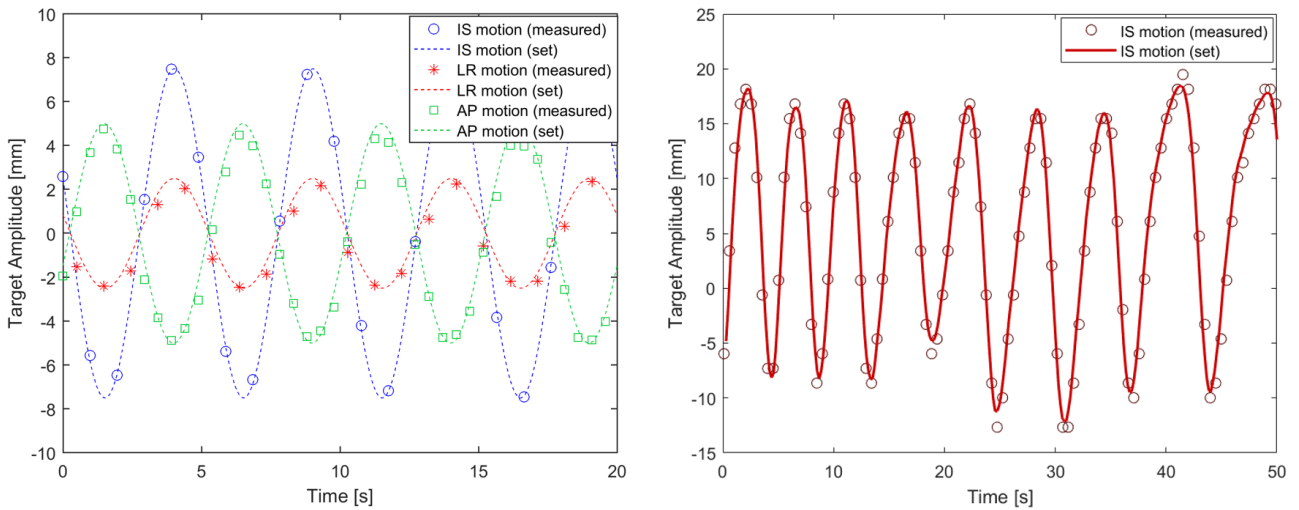 10
8
6
4
2
0
-2
-4
-6
-8
-10
Target Amplitude [mm]
0
5
10
15
20
Time [s]
IS motion (measured)
IS motion (set)
LR motion (measured)
LR motion (set)
AP motion (measured)
AP motion (set)
25
20
15
10
5
0
-5
-10
-15
Target Amplitude [mm]
0
10
20
30
40
50
Time [s]
IS motion (measured)
IS motion (set)